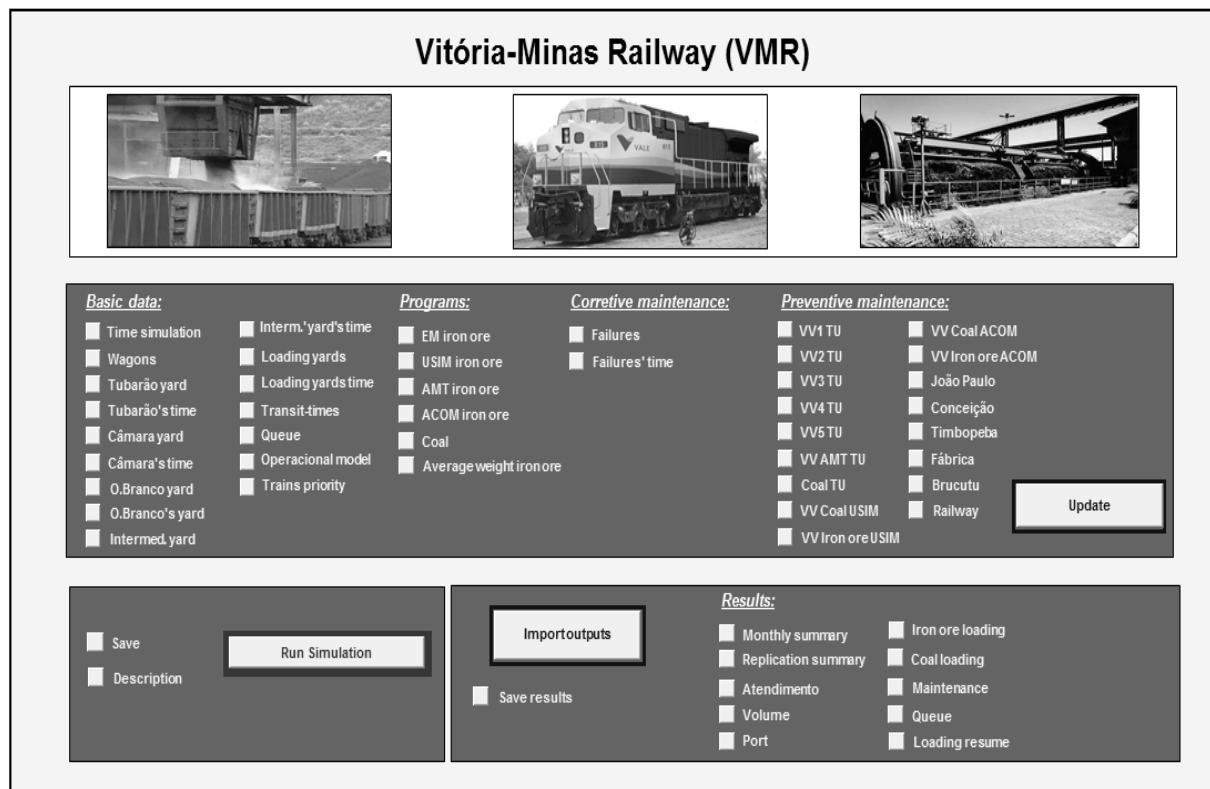 Vitória-Minas Railway (VMR)
VALE
Basic data:
Time simulation
Wagons
Tubarão yard
Tubarão's time
Câmara yard
Câmara's time
O.Branco yard
O.Branco's yard
Intermed. yard
Interm.'yard's time
Loading yards
Loading yards time
Transit-times
Queue
Operacional model
Trains priority
Programs:
EM iron ore
USIM iron ore
AMT iron ore
ACOM iron ore
Coal
Average weight iron ore
Corretive maintenance:
Failures
Failures' time
Preventive maintenance:
VV1 TU
VV2 TU
VV3 TU
VV4 TU
VV5 TU
VV AMT TU
Coal TU
VV Coal USIM
VV Iron ore USIM
VV Coal ACOM
VV Iron ore ACOM
João Paulo
Conceição
Timbopeba
Fábrica
Brucutu
Railway
Update
Save
Description
Run Simulation
Import outputs
Save results
Results:
Monthly summary
Replication summary
Atendimento
Volume
Port
Iron ore loading
Coal loading
Maintenance
Queue
Loading resume